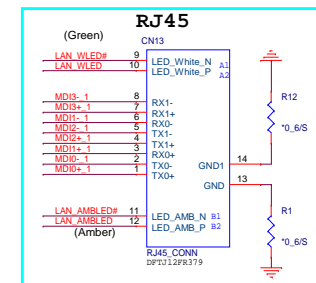 RJ45
(Green)
CN13
LAN_WLED# 9 LED_White_N A1
LAN_WLED 10 LED_White_P A2
MDI3-_1 8 RX1-
MDI3+_1 7 RX1+
MDI1-_1 6 RX0-
MDI2-_1 5 TX1-
MDI2+_1 4 TX1+
MDI1+_1 3 RX0+
MDI0-_1 2 TX0-
MDI0+_1 1 TX0+
GND1 14
GND 13
R12
*0_6/S
R1
*0_6/S
LAN_AMBLED# 11 LED_AMB_N B1
LAN_AMBLED 12 LED_AMB_P B2
(Amber)
RJ45_CONN
DFTJ12FR379